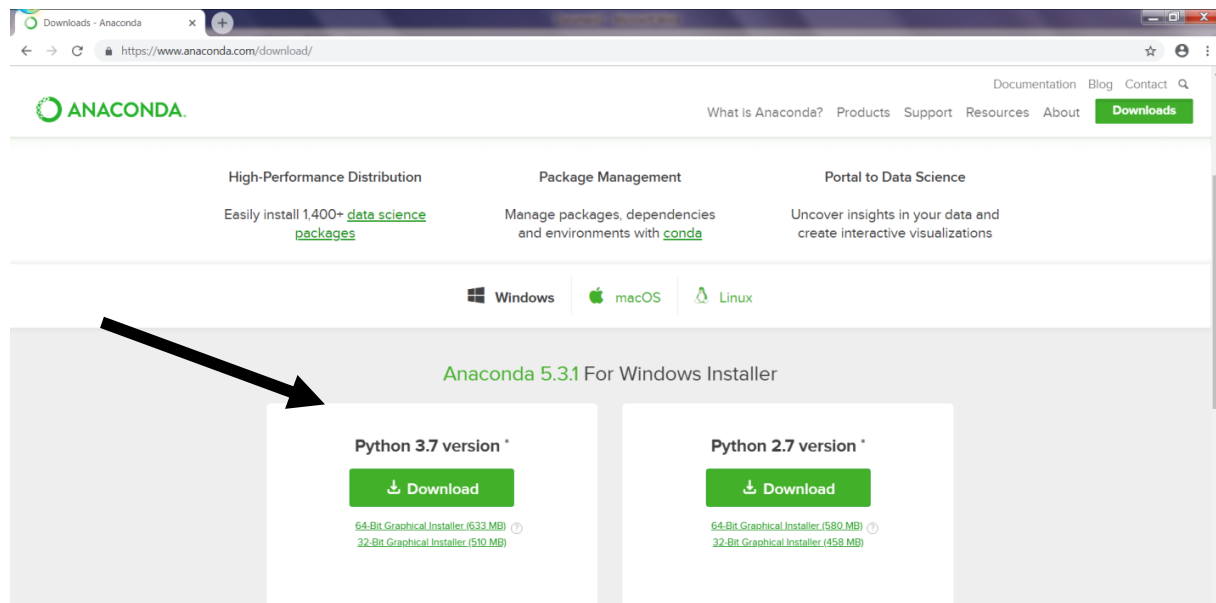 Downloads - Anaconda
https://www.anaconda.com/download/
Documentation Blog Contact
ANACONDA.
What is Anaconda? Products Support Resources About Downloads
High-Performance Distribution
Easily install 1,400+ data science
packages
Package Management
Manage packages, dependencies
and environments with conda
Portal to Data Science
Uncover insights in your data and
create interactive visualizations
Windows macOS Linux
Anaconda 5.3.1 For Windows Installer
Python 3.7 version *
Download
64-Bit Graphical Installer (633 MB) ?
32-Bit Graphical Installer (510 MB)
Python 2.7 version *
Download
64-Bit Graphical Installer (580 MB) ?
32-Bit Graphical Installer (458 MB)